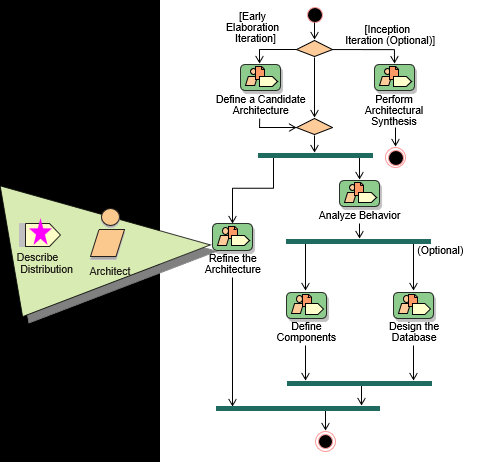 [Early
Elaboration
Iteration]
[Inception
Iteration (Optional)]
Define a Candidate
Architecture
Perform
Architectural
Synthesis
Analyze Behavior
Describe
Distribution
Architect
Refine the
Architecture
(Optional)
Define
Components
Design the
Database